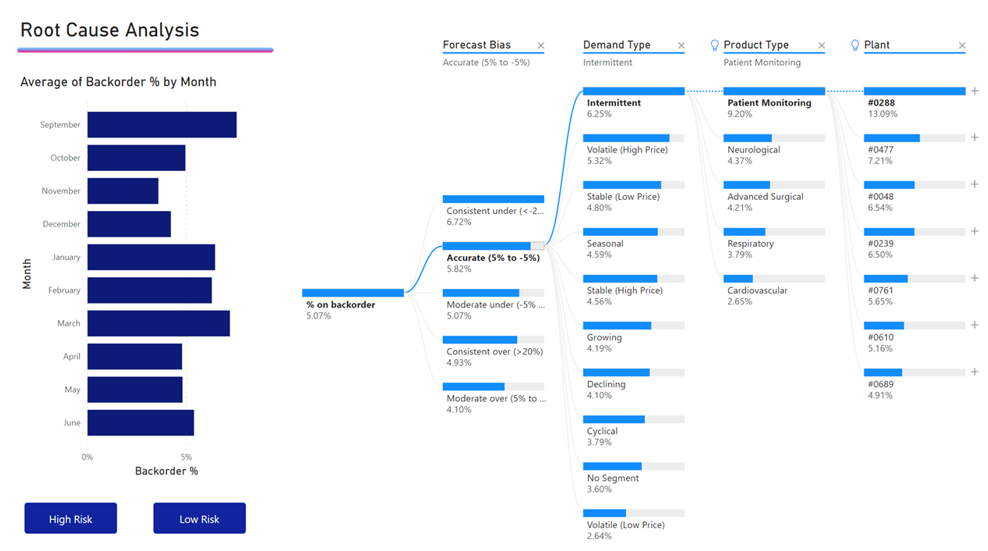 Root Cause Analysis
Average of Backorder % by Month
September
October
November
December
January
February
March
April
May
June
Month
0%
5%
Backorder %
High Risk
Low Risk
Forecast Bias
Accurate (5% to -5%)
Demand Type
Intermittent
Product Type
Patient Monitoring
Plant
% on backorder
5.07%
Consistent under (<-2...
6.72%
Accurate (5% to -5%)
5.82%
Moderate under (-5% ...
5.07%
Consistent over (>20%)
4.93%
Moderate over (5% to ...
4.10%
Intermittent
6.25%
Volatile (High Price)
5.32%
Stable (Low Price)
4.80%
Seasonal
4.59%
Stable (High Price)
4.56%
Growing
4.19%
Declining
4.10%
Cyclical
3.79%
No Segment
3.60%
Volatile (Low Price)
2.64%
Patient Monitoring
9.20%
Neurological
4.37%
Advanced Surgical
4.21%
Respiratory
3.79%
Cardiovascular
2.65%
#0288
13.09%
#0477
7.21%
#0048
6.54%
#0239
6.50%
#0761
5.65%
#0610
5.16%
#0689
4.91%